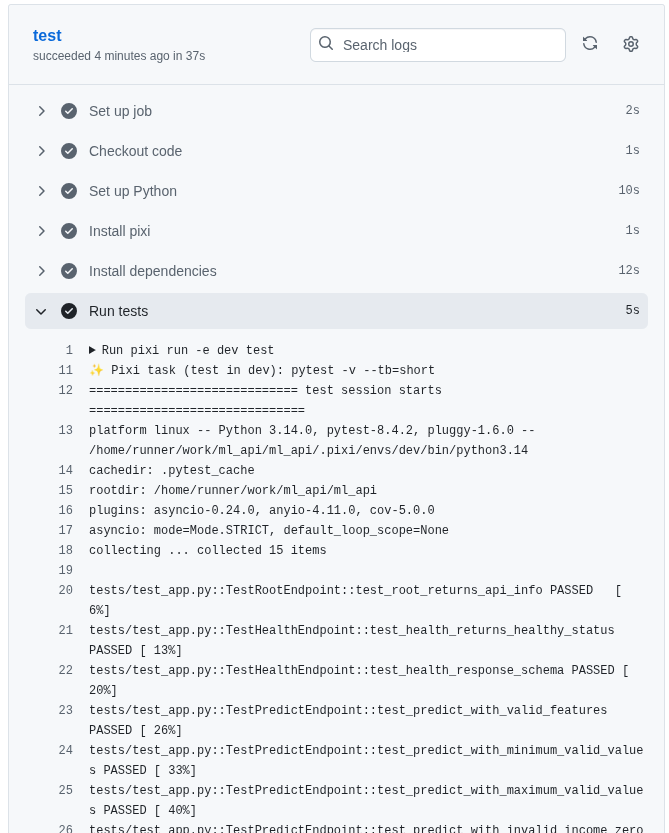 test
succeeded 4 minutes ago in 37s
Search logs
Set up job 2s
Checkout code 1s
Set up Python 10s
Install pixi 1s
Install dependencies 12s
Run tests 5s
1 ▶ Run pixi run -e dev test
11 ✨ Pixi task (test in dev): pytest -v --tb=short
12 ============================= test session starts
==============================
13 platform linux -- Python 3.14.0, pytest-8.4.2, pluggy-1.6.0 --
/home/runner/work/ml_api/ml_api/.pixi/envs/dev/bin/python3.14
14 cachedir: .pytest_cache
15 rootdir: /home/runner/work/ml_api/ml_api
16 plugins: asyncio-0.24.0, anyio-4.11.0, cov-5.0.0
17 asyncio: mode=Mode.STRICT, default_loop_scope=None
18 collecting ... collected 15 items
19
20 tests/test_app.py::TestRootEndpoint::test_root_returns_api_info PASSED   [
6%]
21 tests/test_app.py::TestHealthEndpoint::test_health_returns_healthy_status
PASSED [ 13%]
22 tests/test_app.py::TestHealthEndpoint::test_health_response_schema PASSED [
20%]
23 tests/test_app.py::TestPredictEndpoint::test_predict_with_valid_features
PASSED [ 26%]
24 tests/test_app.py::TestPredictEndpoint::test_predict_with_minimum_valid_value
s PASSED [ 33%]
25 tests/test_app.py::TestPredictEndpoint::test_predict_with_maximum_valid_value
s PASSED [ 40%]
26 tests/test_app.py::TestPredictEndpoint::test_predict_with_invalid_income_zero